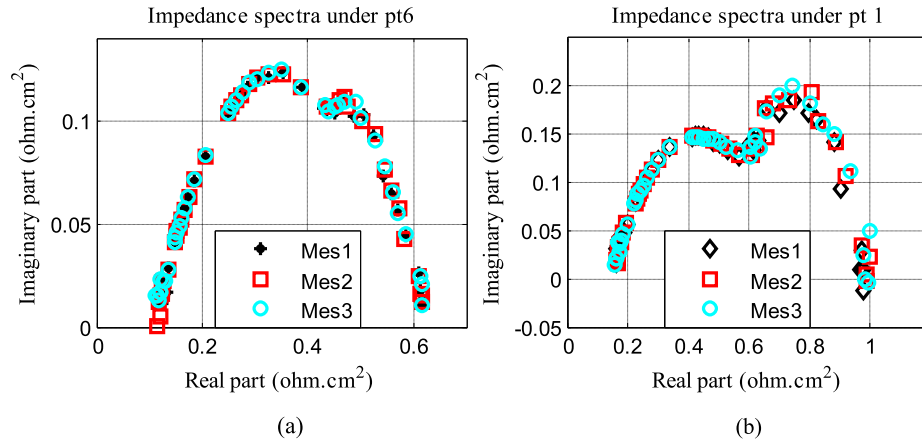 Impedance spectra under pt6
Imaginary part (ohm.cm²)
0.1
0.05
0
Mes1
Mes2
Mes3
0 0.2 0.4 0.6
Real part (ohm.cm²)
(a)
Impedance spectra under pt 1
Imaginary part (ohm.cm²)
0.2
0.15
0.1
0.05
0
-0.05
Mes1
Mes2
Mes3
0 0.2 0.4 0.6 0.8 1
Real part (ohm.cm²)
(b)